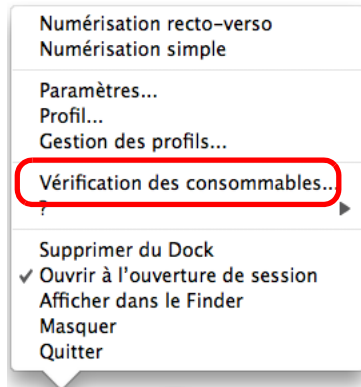 Numérisation recto-verso
Numérisation simple
Paramètres...
Profil...
Gestion des profils...
Vérification des consommables...
?
Supprimer du Dock
✓ Ouvrir à l'ouverture de session
Afficher dans le Finder
Masquer
Quitter